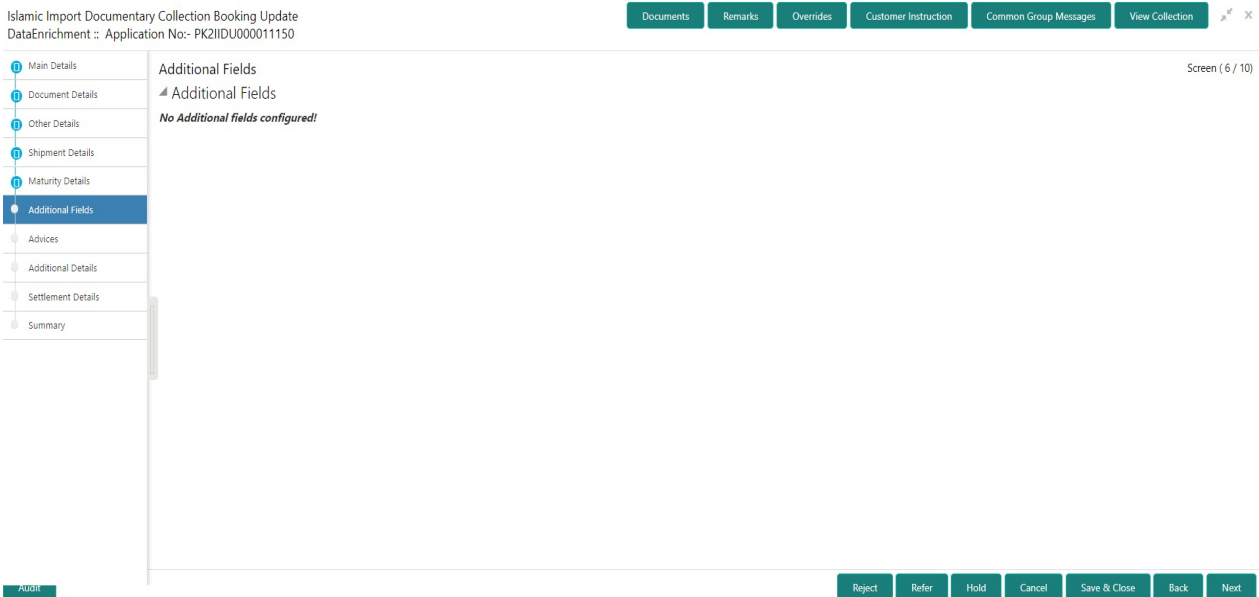 Islamic Import Documentary Collection Booking Update
DataEnrichment :: Application No:- PK2IIDU000011150
Documents
Remarks
Overrides
Customer Instruction
Common Group Messages
View Collection
Main Details
Document Details
Other Details
Shipment Details
Maturity Details
Additional Fields
Advices
Additional Details
Settlement Details
Summary
Additional Fields
Screen ( 6 / 10)
Additional Fields
No Additional fields configured!
Audit
Reject
Refer
Hold
Cancel
Save & Close
Back
Next